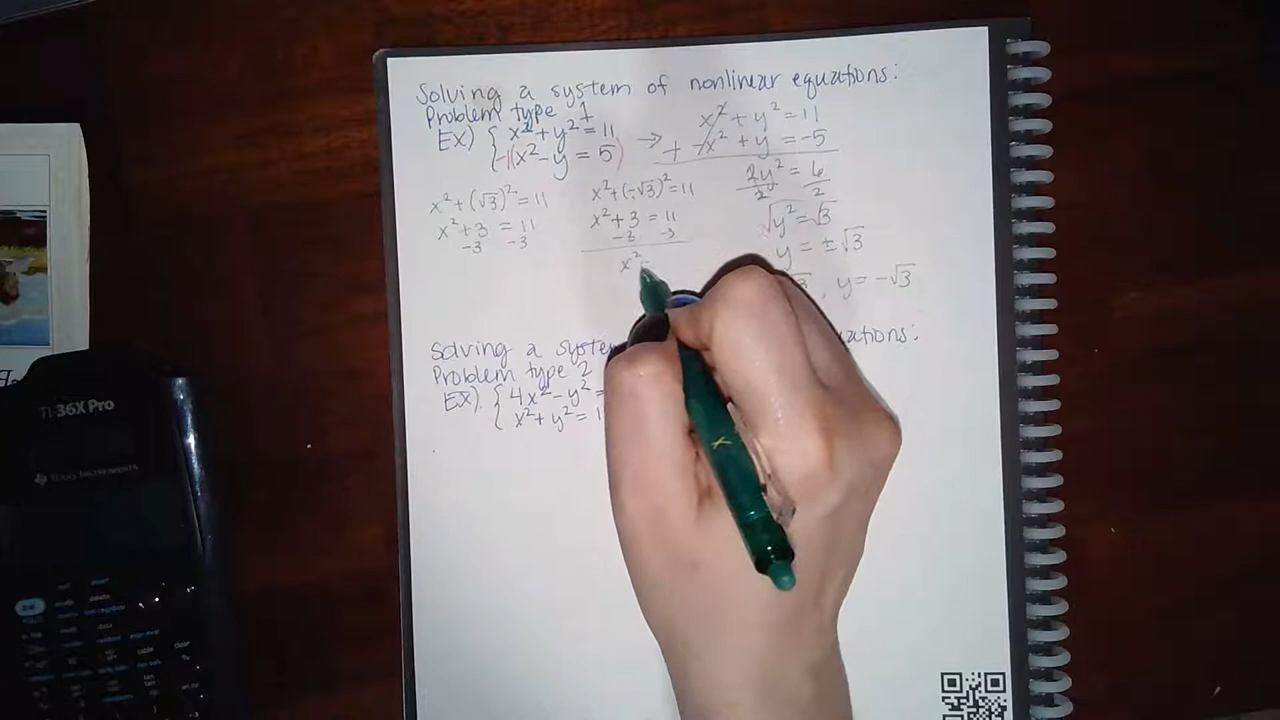 Solving a system of nonlinear equations:
Problem type 1
EX) { x² + y² = 11
-1(x² - y = 5)
→ x² + y² = 11
+ -x² + y = -5
2y² = 6
2 2
√y² = √3
y = ±√3
, y = -√3
x² + (√3)² = 11
x² + 3 = 11
-3 -3
x² + (-√3)² = 11
x² + 3 = 11
-3 -3
x²
Solving a
Problem type 2
EX) { 4x² - y² =
x² + y² = 1
TI-36X Pro
TEXAS INSTRUMENTS